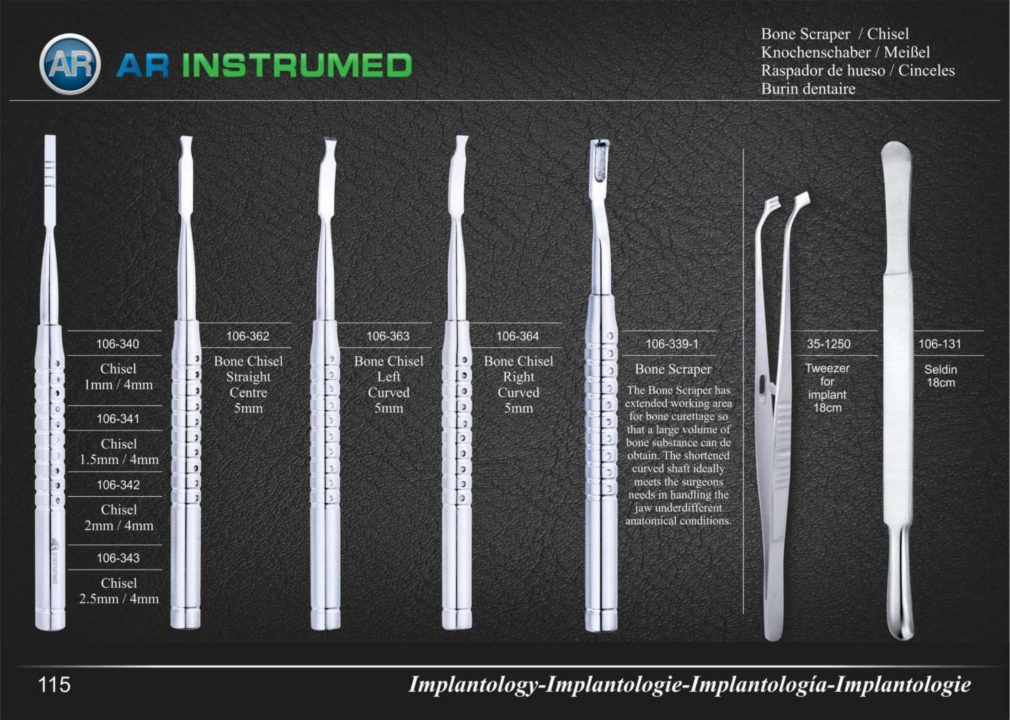 AR
AR INSTRUMED
Bone Scraper / Chisel
Knochenschaber / Meißel
Raspador de hueso / Cinceles
Burin dentaire
106-340
Chisel
1mm / 4mm
106-341
Chisel
1.5mm / 4mm
106-342
Chisel
2mm / 4mm
106-343
Chisel
2.5mm / 4mm
106-362
Bone Chisel
Straight
Centre
5mm
106-363
Bone Chisel
Left
Curved
5mm
106-364
Bone Chisel
Right
Curved
5mm
106-339-1
Bone Scraper
The Bone Scraper has
extended working area
for bone curettage so
that a large volume of
bone substance can de
obtain. The shortened
curved shaft ideally
meets the surgeons
needs in handling the
jaw underdifferent
anatomical conditions.
35-1250
Tweezer
for
implant
18cm
106-131
Seldin
18cm
115
Implantology-Implantologie-Implantología-Implantologie